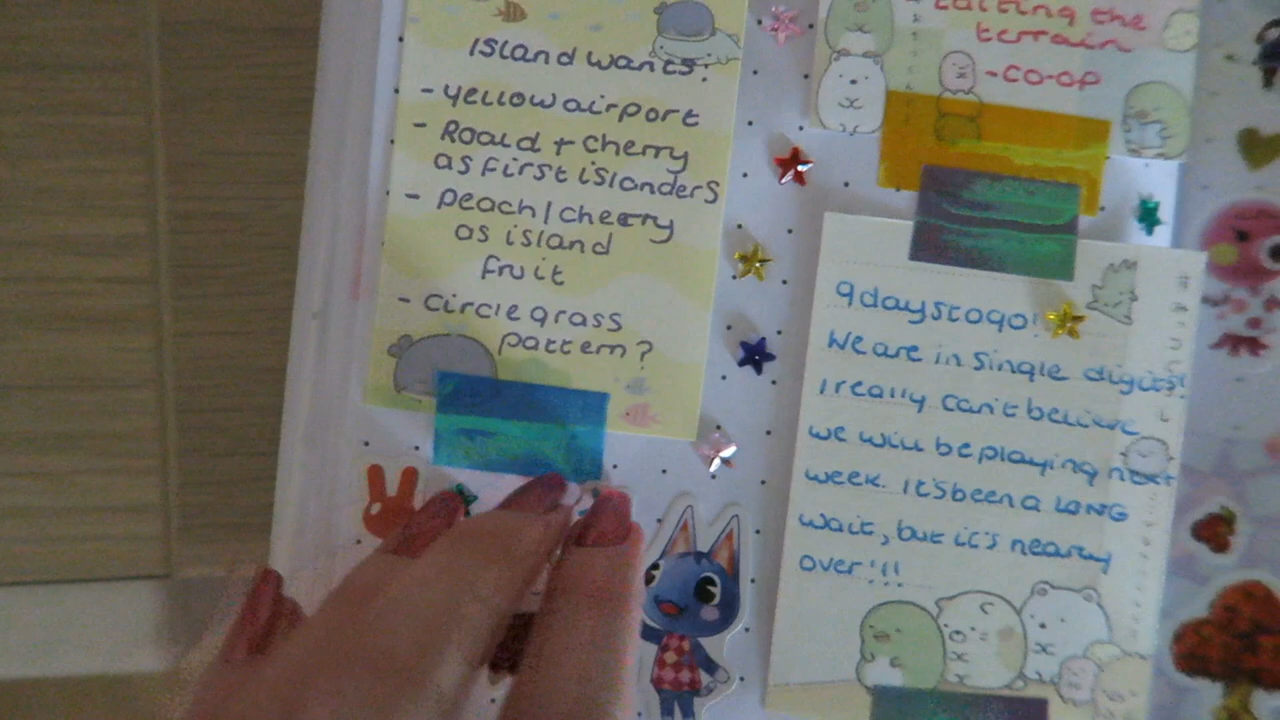 Island wants:
- yellow airport
- Roald + cherry
as first islanders
- peach/cherry
as island
fruit
- circle grass
pattern?
terrain
- co-op
9 days to go!
We are in single digits!
I really can't believe
we will be playing next
week. It's been a LONG
wait, but it's nearly
over!!!